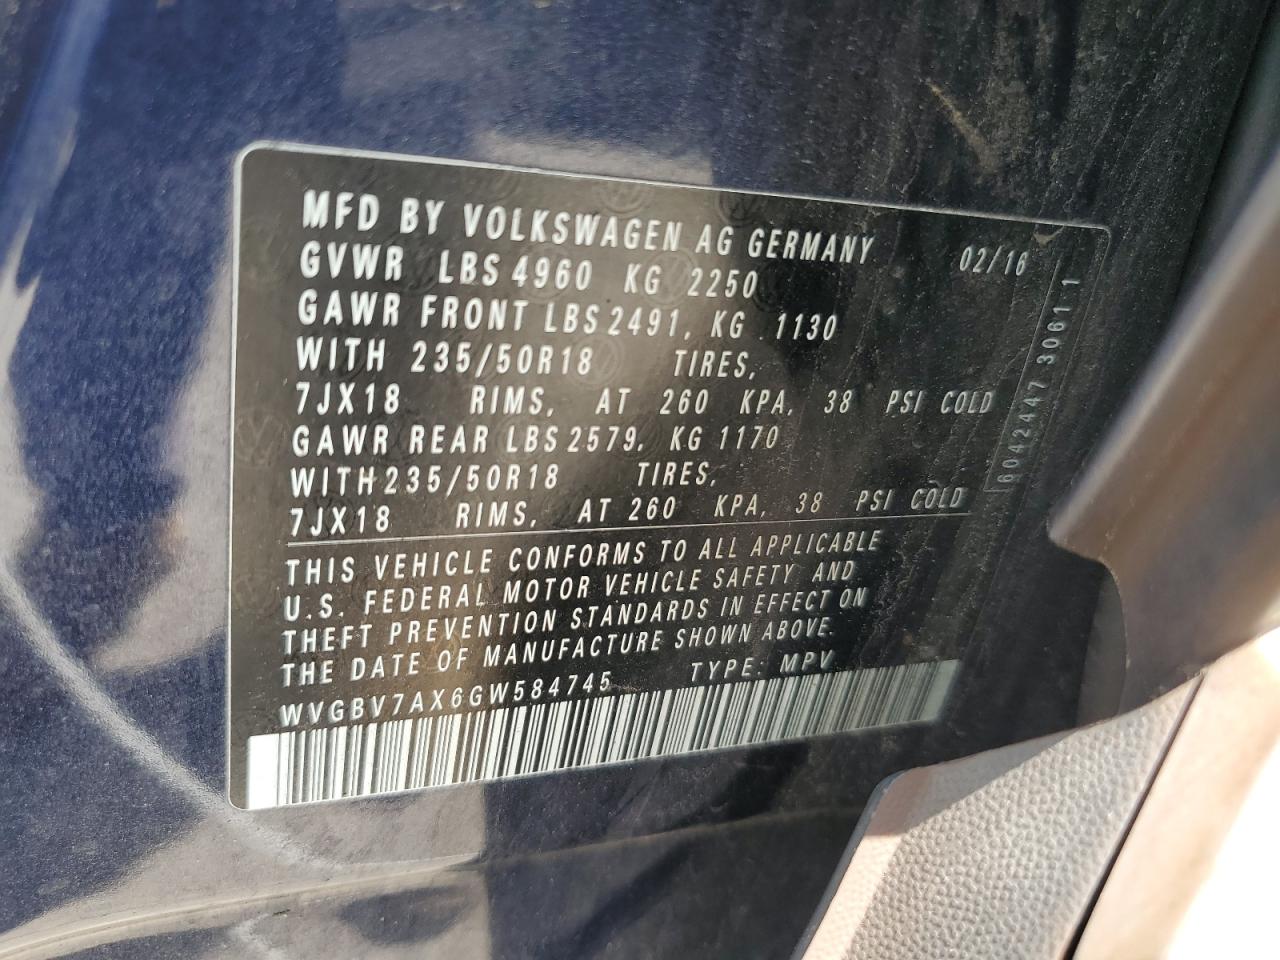 MFD BY VOLKSWAGEN AG GERMANY 02/16
GVWR LBS 4960 KG 2250
GAWR FRONT LBS 2491, KG 1130
WITH 235/50R18 TIRES,
7JX18 RIMS, AT 260 KPA, 38 PSI COLD
GAWR REAR LBS 2579, KG 1170
WITH 235/50R18 TIRES,
7JX18 RIMS, AT 260 KPA, 38 PSI COLD
THIS VEHICLE CONFORMS TO ALL APPLICABLE
U.S. FEDERAL MOTOR VEHICLE SAFETY AND
THEFT PREVENTION STANDARDS IN EFFECT ON
THE DATE OF MANUFACTURE SHOWN ABOVE.
WVGBV7AX6GW584745 TYPE: MPV
6042447 3061 1